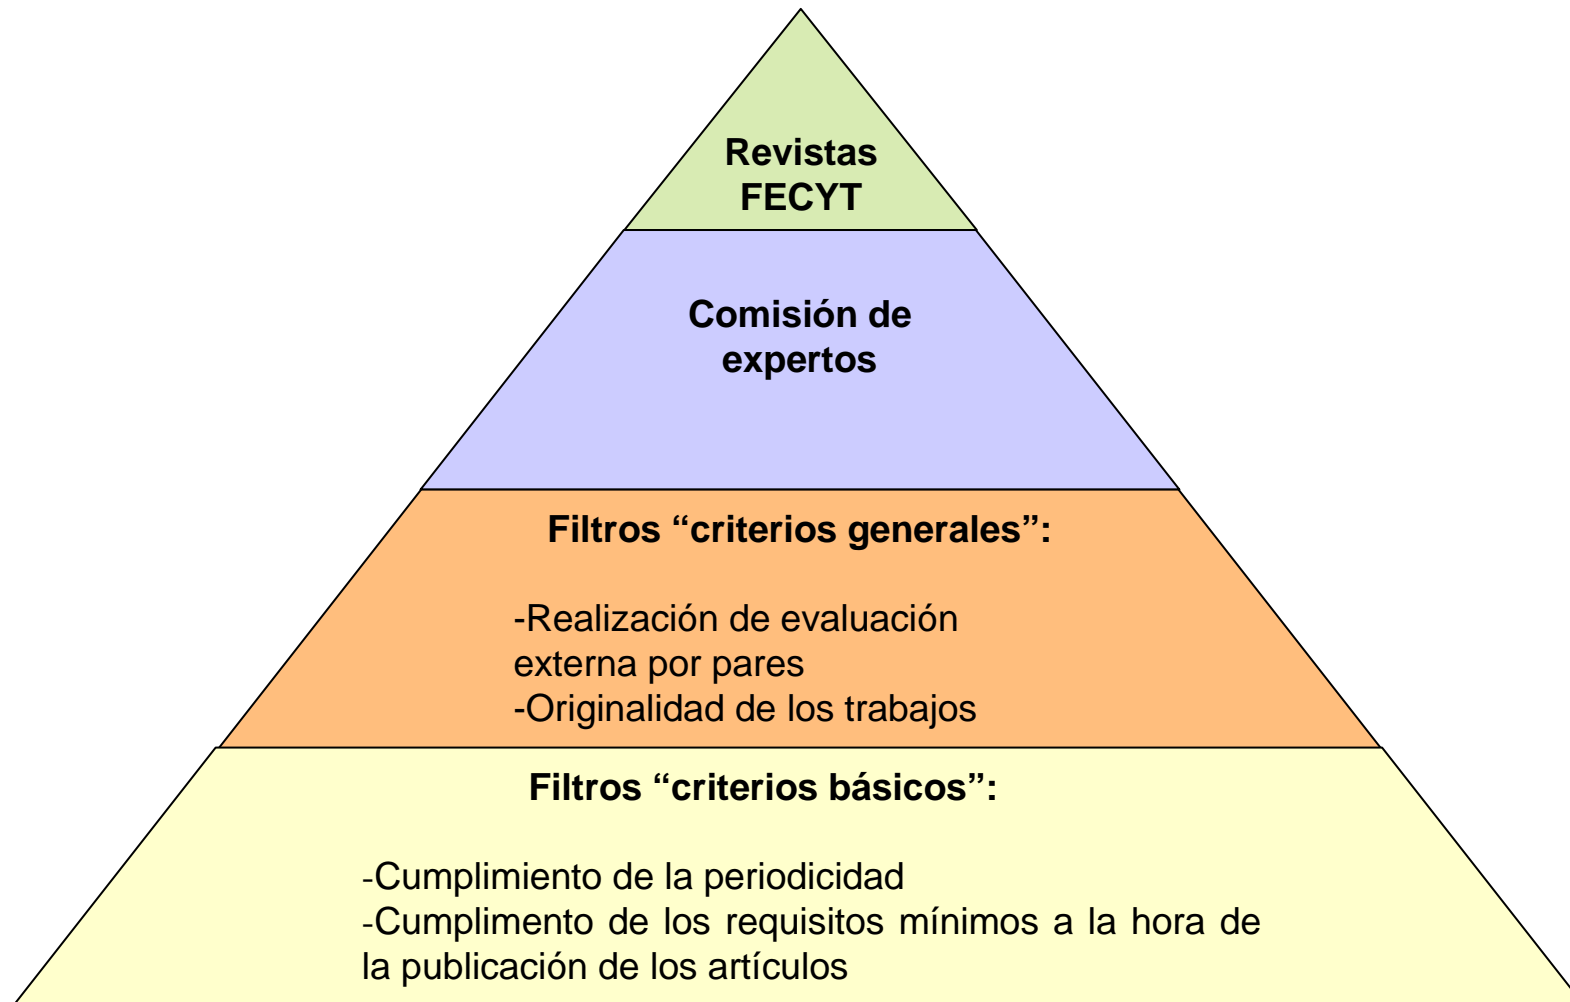 Revistas
FECYT
Comisión de
expertos
Filtros “criterios generales”:
-Realización de evaluación
externa por pares
-Originalidad de los trabajos
Filtros “criterios básicos”:
-Cumplimiento de la periodicidad
-Cumplimento de los requisitos mínimos a la hora de
la publicación de los artículos